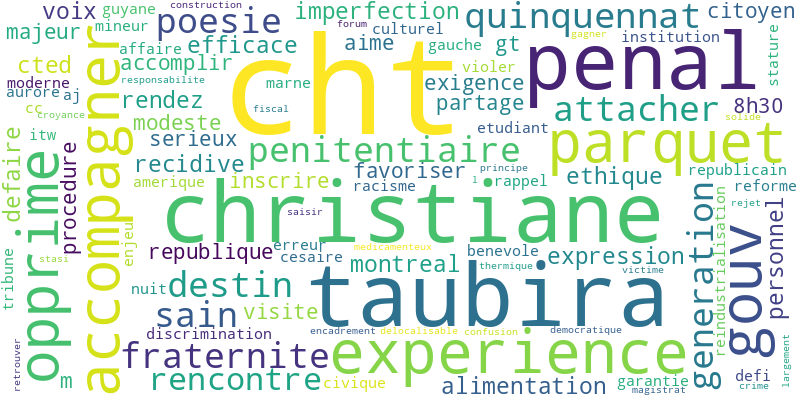 construction
voix guyane poesie imperfection quinquennat citoyen
forum
mineur gagner
majeur affaire efficace aime culturel gauche gt institution stature
cted accomplir cht violer penal
moderne responsabilite marne exigence
aurore aj rendez partage attacher 8h30
cc croyance modeste fiscal solide
itw serieux etudiant parquet
defaire opprime procedure accompagner recidive penitentiaire favoriser principe ethique republicain
amerique inscrire racisme l rappel reforme
christiane rejet
saisir generation reindustrialisation gouv personnel
enjeu republique erreur medicamenteux benevole expression
tribune stasi cesaire montreal thermique victime
nuit destin taubira
sain visite
discrimination encadrement delocalisable confusion democratique
retrouver m fraternite experience largement
rencontre civique alimentation garantie defi
magistrat crime